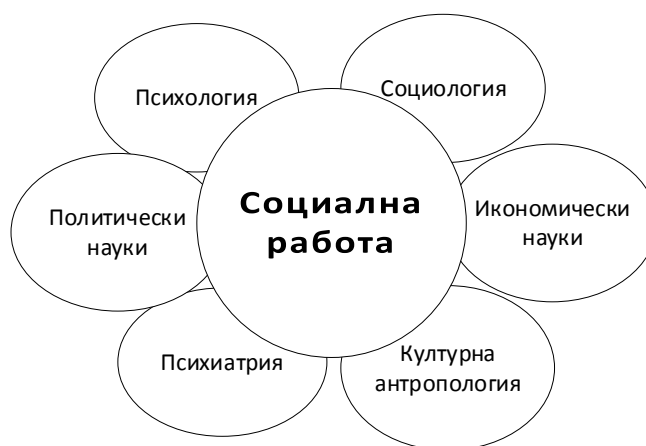 Психология
Социология
Политически
науки
Социална
работа
Икономически
науки
Психиатрия
Културна
антропология